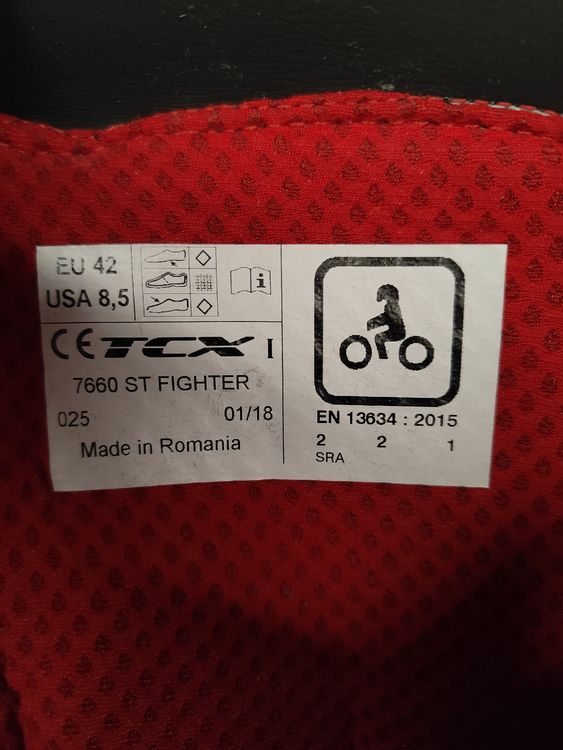 EU 42
USA 8,5
i
CE TCX I
7660 ST FIGHTER
025 01/18
Made in Romania
EN 13634 : 2015
2 2 1
SRA